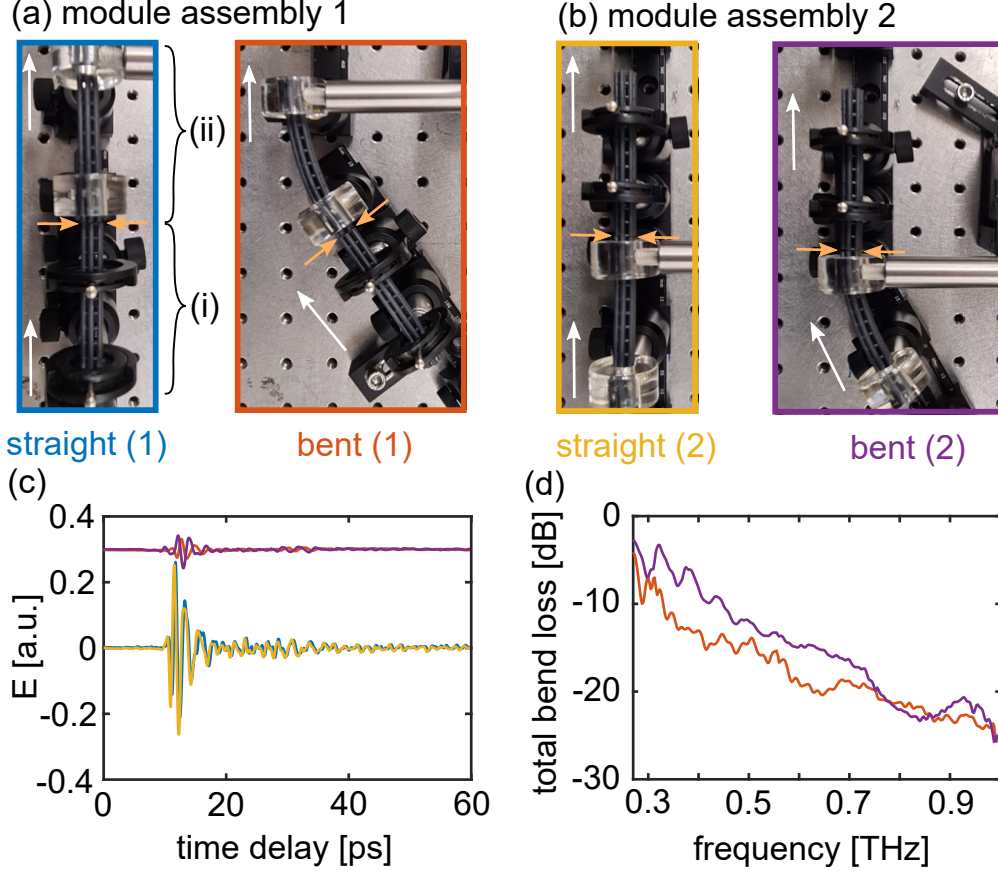 (a) module assembly 1
(b) module assembly 2
(ii)
(i)
straight (1)
bent (1)
straight (2)
bent (2)
(c)
(d)
0.4
0.2
0
-0.2
-0.4
E [a.u.]
0
20
40
60
time delay [ps]
0
-10
-20
-30
total bend loss [dB]
0.3
0.5
0.7
0.9
frequency [THz]